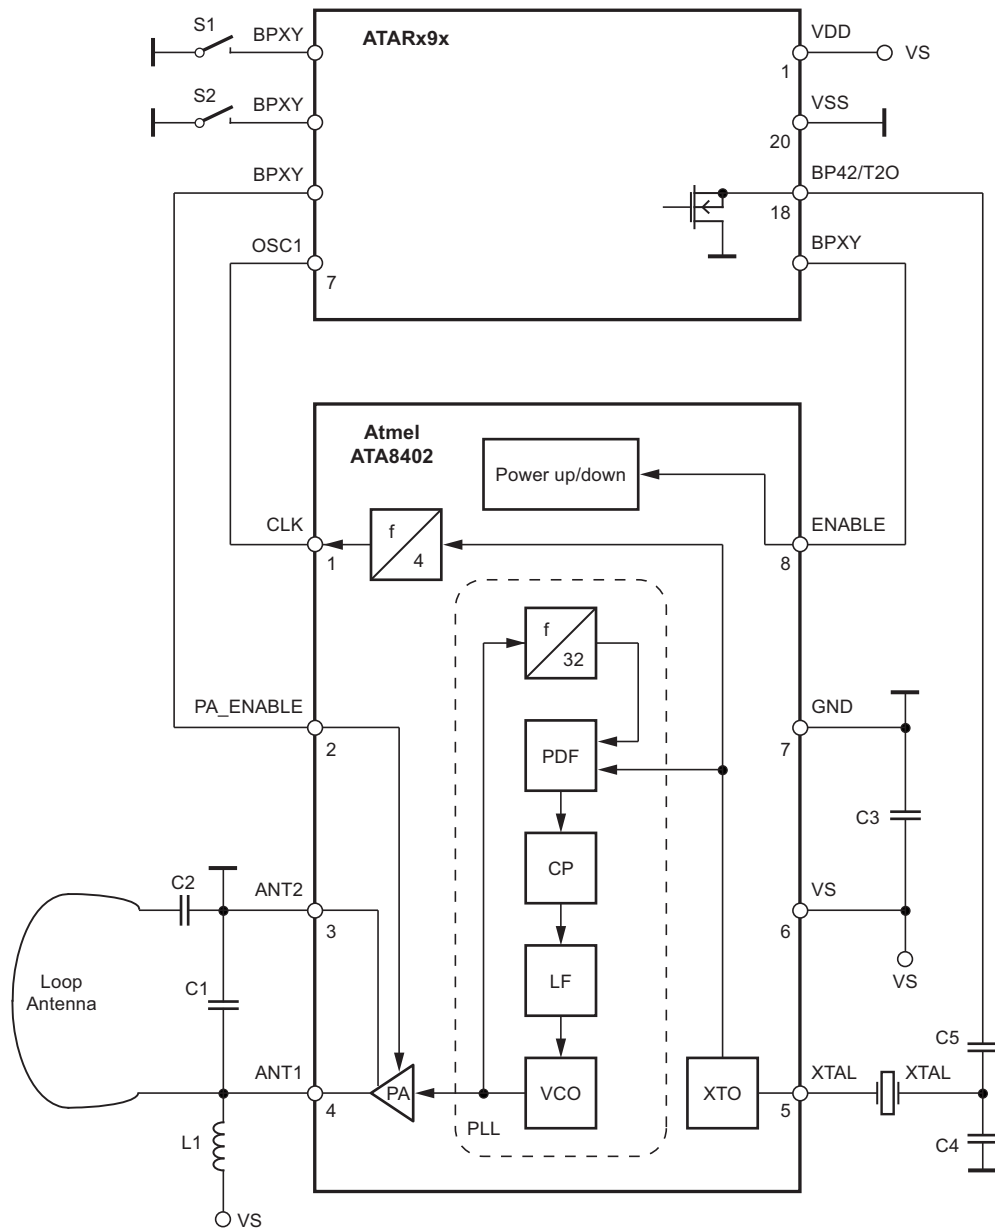 S1
BPXY
ATARx9x
VDD
1
VS
S2
BPXY
VSS
20
BPXY
BP42/T2O
18
OSC1
7
BPXY
Atmel
ATA8402
Power up/down
CLK
1
f
4
ENABLE
8
f
32
PA_ENABLE
2
PDF
GND
7
C3
CP
C2
ANT2
3
VS
6
Loop
Antenna
C1
LF
VS
C5
ANT1
4
PA
VCO
XTO
XTAL
5
XTAL
PLL
L1
C4
VS